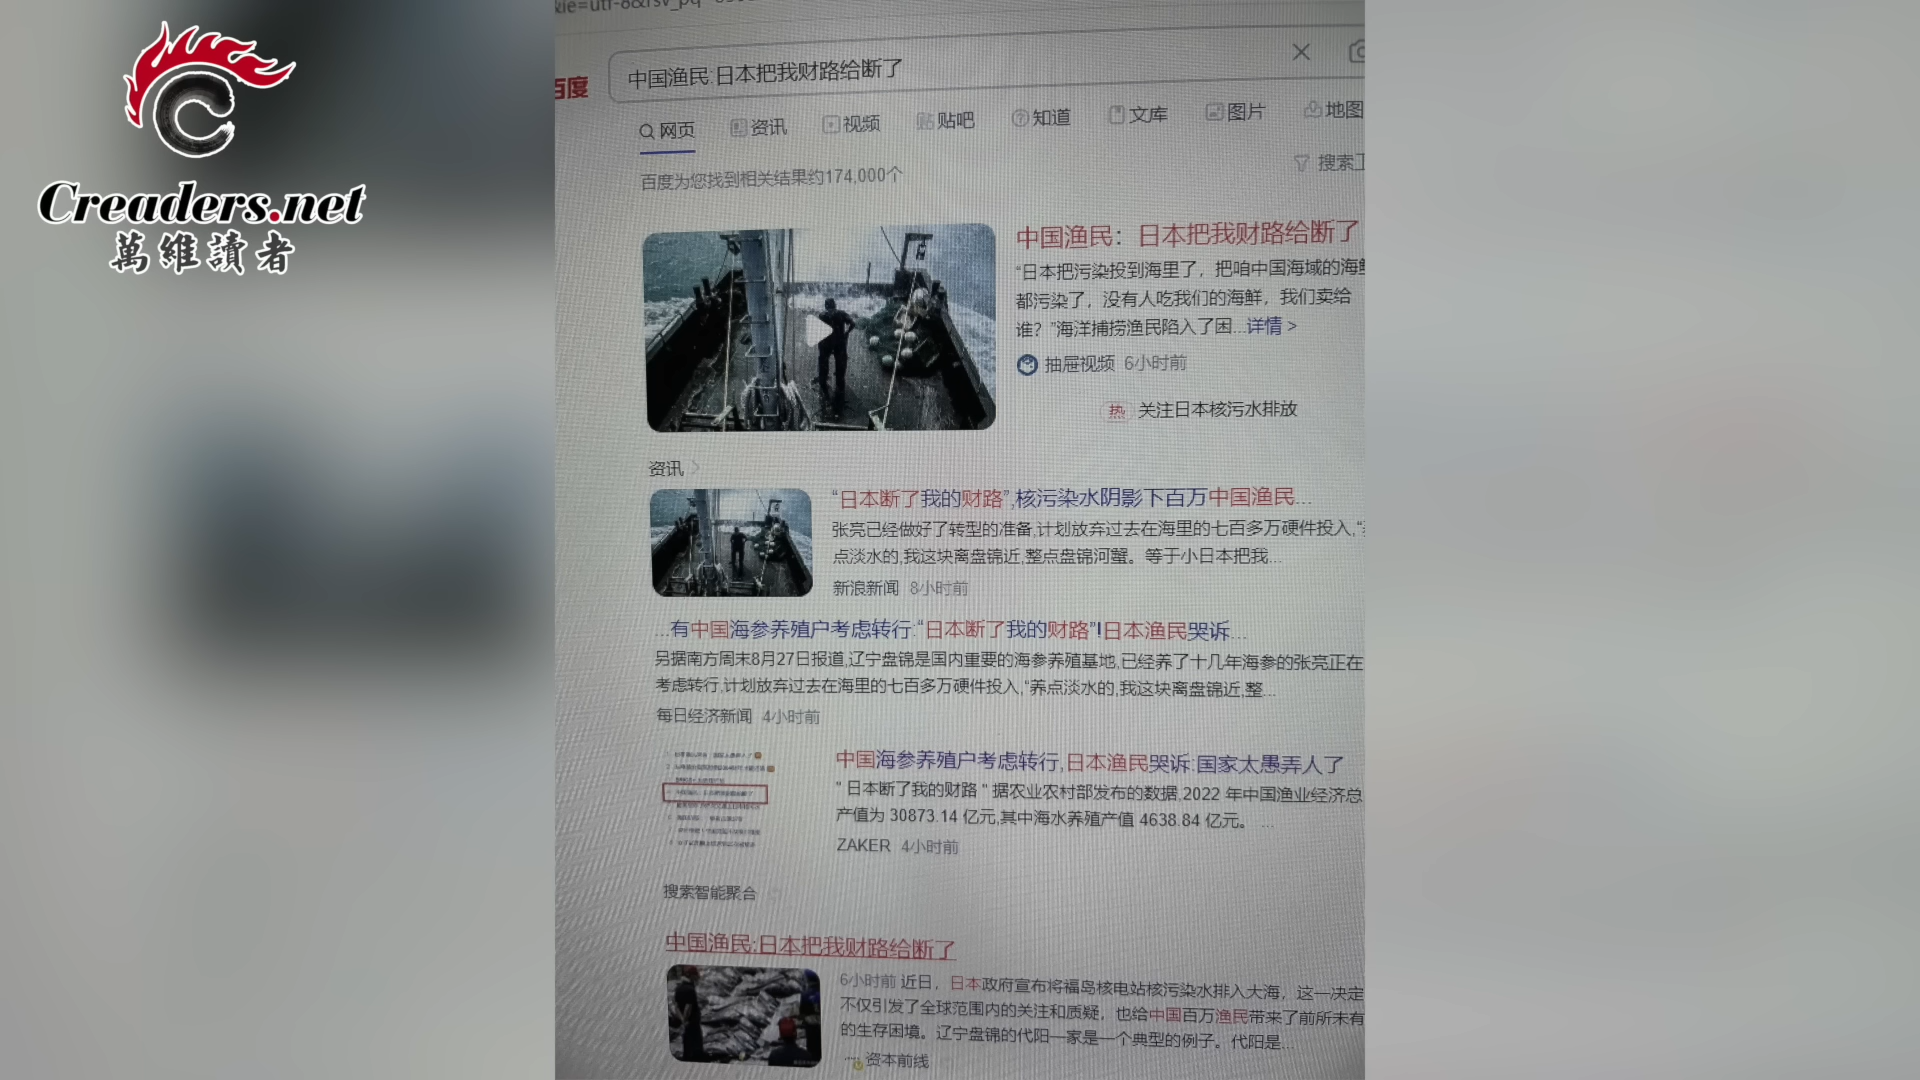 Creaders.net
萬維讀者
百度
中国渔民:日本把我财路给断了
网页 资讯 视频 贴吧 知道 文库 图片 地图
百度为您找到相关结果约174,000个
搜索工
中国渔民：日本把我财路给断了
“日本把污染投到海里了，把咱中国海域的海鲜
都污染了，没有人吃我们的海鲜，我们卖给
谁？”海洋捕捞渔民陷入了困...详情 >
抽屉视频 6小时前
热 关注日本核污水排放
资讯
“日本断了我的财路”,核污染水阴影下百万中国渔民...
张亮已经做好了转型的准备,计划放弃过去在海里的七百多万硬件投入,“
点淡水的,我这块离盘锦近,整点盘锦河蟹。等于小日本把我...
新浪新闻 8小时前
...有中国海参养殖户考虑转行:“日本断了我的财路”!日本渔民哭诉...
另据南方周末8月27日报道,辽宁盘锦是国内重要的海参养殖基地,已经养了十几年海参的张亮正在
考虑转行,计划放弃过去在海里的七百多万硬件投入,“养点淡水的,我这块离盘锦近,整...
每日经济新闻 4小时前
中国海参养殖户考虑转行,日本渔民哭诉:国家太愚弄人了
" 日本断了我的财路 " 据农业农村部发布的数据,2022 年中国渔业经济总
产值为 30873.14 亿元,其中海水养殖产值 4638.84 亿元。 ...
ZAKER 4小时前
搜索智能聚合
中国渔民:日本把我财路给断了
6小时前 近日，日本政府宣布将福岛核电站核污染水排入大海，这一决定
不仅引发了全球范围内的关注和质疑，也给中国百万渔民带来了前所未有
的生存困境。辽宁盘锦的代阳一家是一个典型的例子。代阳是...
资本前线